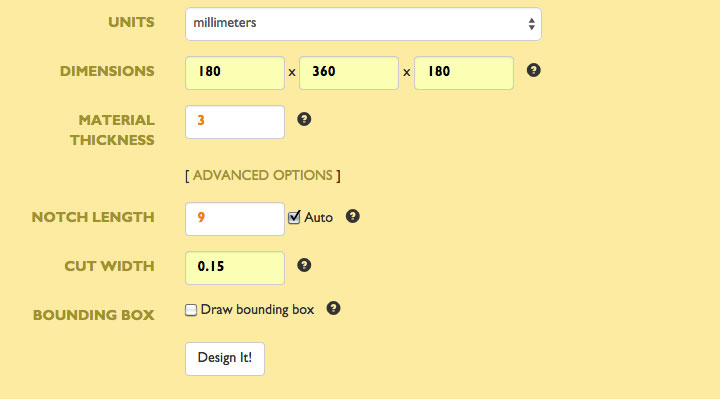 UNITS millimeters
DIMENSIONS 180 x 360 x 180 ?
MATERIAL 3 ?
THICKNESS
[ ADVANCED OPTIONS ]
NOTCH LENGTH 9 Auto ?
CUT WIDTH 0.15 ?
BOUNDING BOX Draw bounding box ?
Design It!